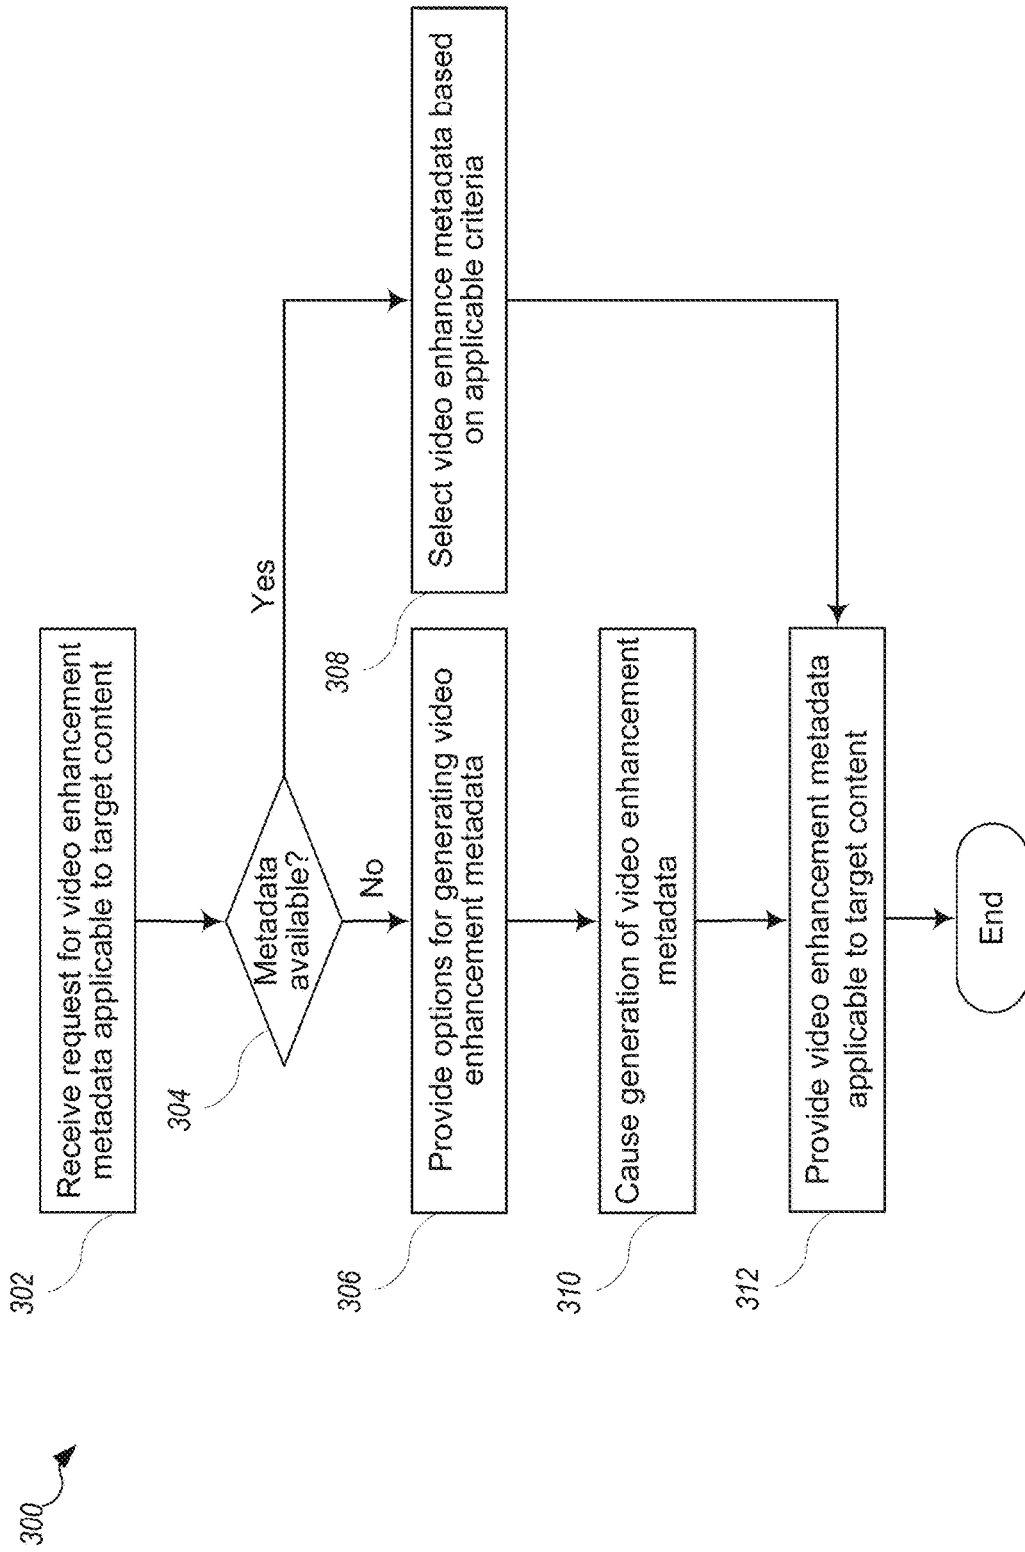 300
302
Receive request for video enhancement
metadata applicable to target content
304
Metadata
available?
Yes
No
306
Provide options for generating video
enhancement metadata
308
Select video enhance metadata based
on applicable criteria
310
Cause generation of video enhancement
metadata
312
Provide video enhancement metadata
applicable to target content
End